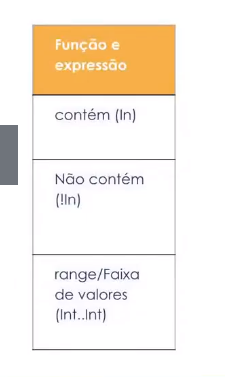 Função e
expressão
contém (In)
Não contém
(!In)
range/Faixa
de valores
(Int..Int)